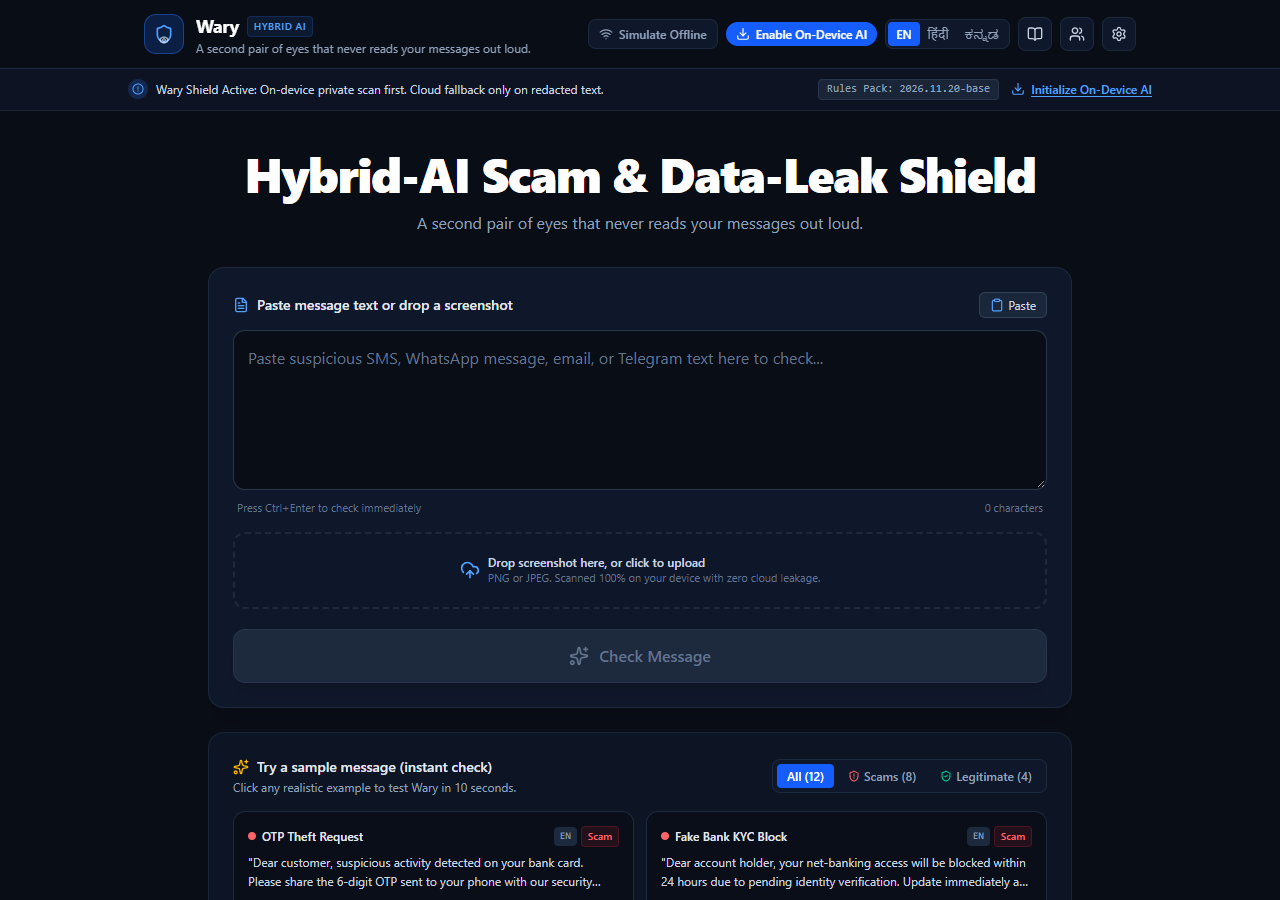 Wary HYBRID AI
A second pair of eyes that never reads your messages out loud.
Simulate Offline
Enable On-Device AI
EN हिंदी ಕನ್ನಡ
Wary Shield Active: On-device private scan first. Cloud fallback only on redacted text.
Rules Pack: 2026.11.20-base
Initialize On-Device AI
Hybrid-AI Scam & Data-Leak Shield
A second pair of eyes that never reads your messages out loud.
Paste message text or drop a screenshot
Paste
Paste suspicious SMS, WhatsApp message, email, or Telegram text here to check...
Press Ctrl+Enter to check immediately
0 characters
Drop screenshot here, or click to upload
PNG or JPEG. Scanned 100% on your device with zero cloud leakage.
Check Message
Try a sample message (instant check)
Click any realistic example to test Wary in 10 seconds.
All (12)
Scams (8)
Legitimate (4)
OTP Theft Request EN Scam
"Dear customer, suspicious activity detected on your bank card.
Please share the 6-digit OTP sent to your phone with our security...
Fake Bank KYC Block EN Scam
"Dear account holder, your net-banking access will be blocked within
24 hours due to pending identity verification. Update immediately a...